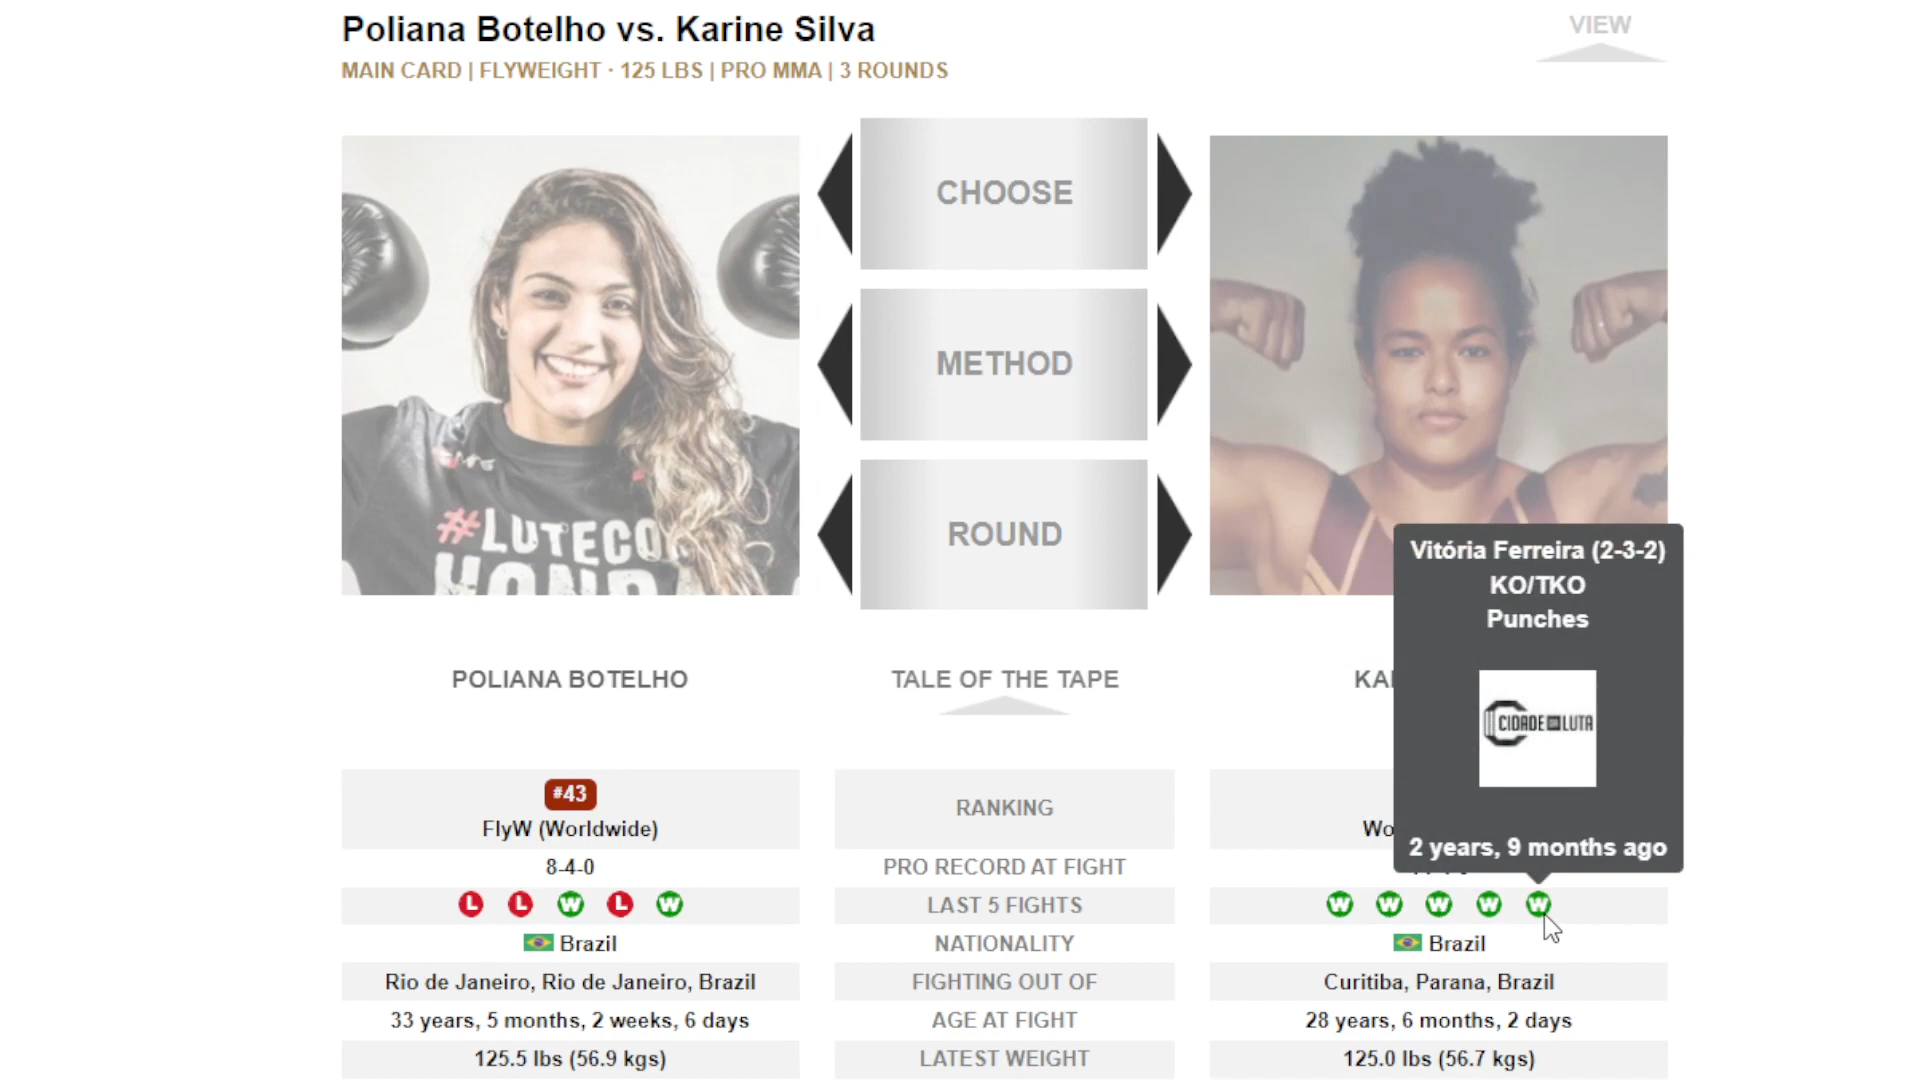 Poliana Botelho vs. Karine Silva
VIEW
MAIN CARD | FLYWEIGHT · 125 LBS | PRO MMA | 3 ROUNDS
CHOOSE
METHOD
ROUND
#LUTECO
Vitória Ferreira (2-3-2)
KO/TKO
Punches
CIDADE DA LUTA
2 years, 9 months ago
POLIANA BOTELHO
TALE OF THE TAPE
KA
#43
FlyW (Worldwide)
RANKING
Wo
8-4-0
PRO RECORD AT FIGHT
L L W L W
LAST 5 FIGHTS
W W W W W
Brazil
NATIONALITY
Brazil
Rio de Janeiro, Rio de Janeiro, Brazil
FIGHTING OUT OF
Curitiba, Parana, Brazil
33 years, 5 months, 2 weeks, 6 days
AGE AT FIGHT
28 years, 6 months, 2 days
125.5 lbs (56.9 kgs)
LATEST WEIGHT
125.0 lbs (56.7 kgs)